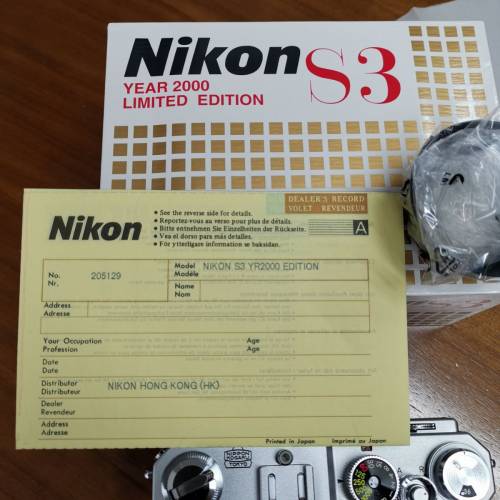 Nikon S3
YEAR 2000
LIMITED EDITION
DEALER'S RECORD
VOLET REVENDEUR
Nikon
• See the reverse side for details.
• Reportez-vous au verso pour plus de détails.
• Bitte entnehmen Sie Einzelheiten der Rückseite.
• Vea el dorso para más detalles.
• For ytterligare information se baksidan.
A
No.
Nr.
205129
Model
Modèle
NIKON S3 YR2000 EDITION
Name
Nom
Address
Adresse
Your Occupation
Profession
Age
Age
Date
Date
Distributor
Distributeur
NIKON HONG KONG (HK)
Dealer
Revendeur
Address
Adresse
Printed in Japan Imprimé au Japon
NIPPON
KOGAKU
TOKYO